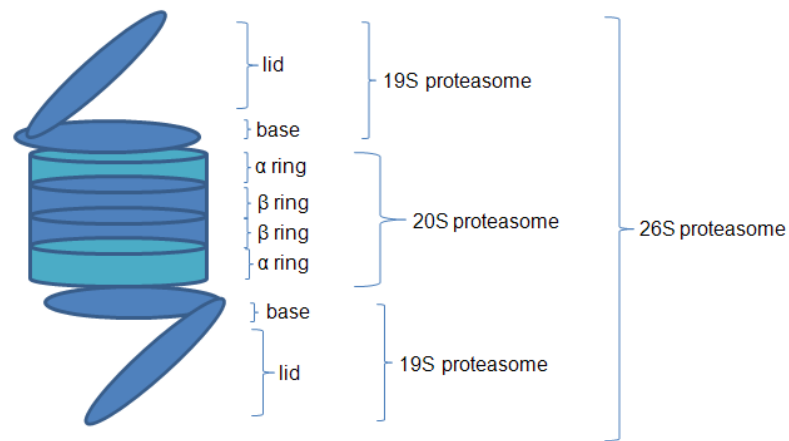 lid
19S proteasome
base
α ring
β ring
20S proteasome
26S proteasome
β ring
α ring
base
19S proteasome
lid